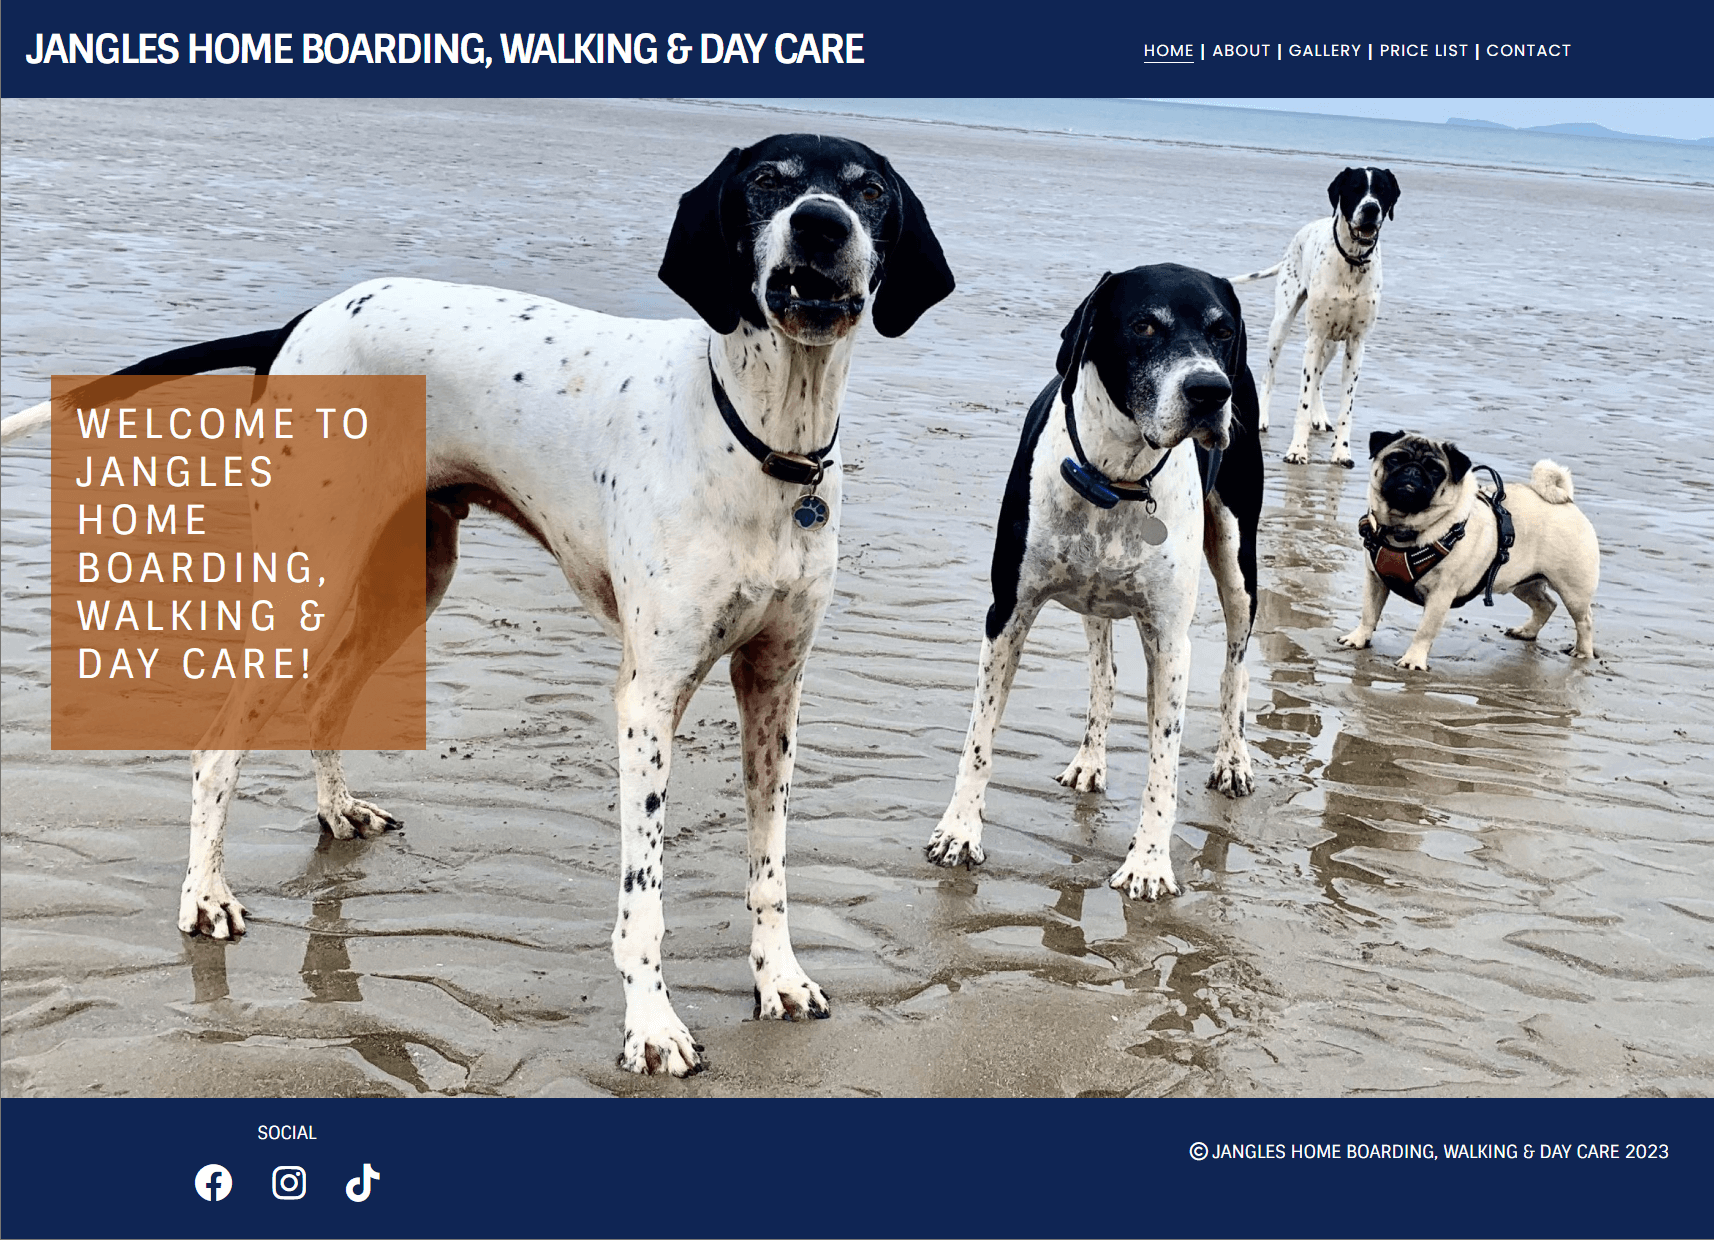 JANGLES HOME BOARDING, WALKING & DAY CARE
HOME | ABOUT | GALLERY | PRICE LIST | CONTACT
WELCOME TO
JANGLES
HOME
BOARDING,
WALKING &
DAY CARE!
SOCIAL
© JANGLES HOME BOARDING, WALKING & DAY CARE 2023